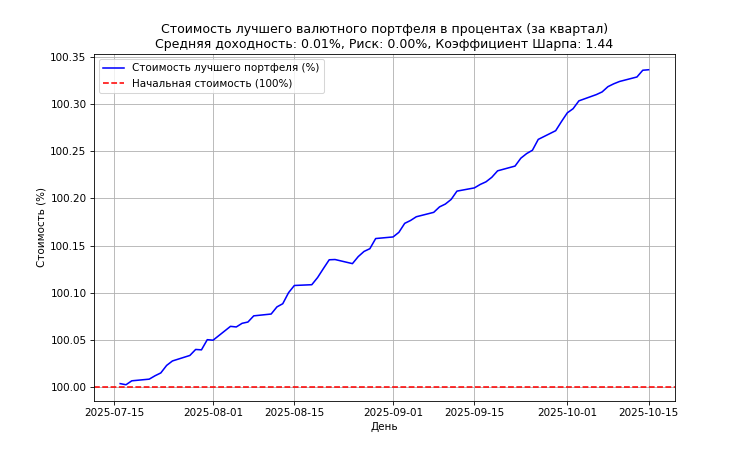 Стоимость лучшего валютного портфеля в процентах (за квартал)
Средняя доходность: 0.01%, Риск: 0.00%, Коэффициент Шарпа: 1.44
Стоимость лучшего портфеля (%)
Начальная стоимость (100%)
Стоимость (%)
100.35
100.30
100.25
100.20
100.15
100.10
100.05
100.00
2025-07-15 2025-08-01 2025-08-15 2025-09-01 2025-09-15 2025-10-01 2025-10-15
День